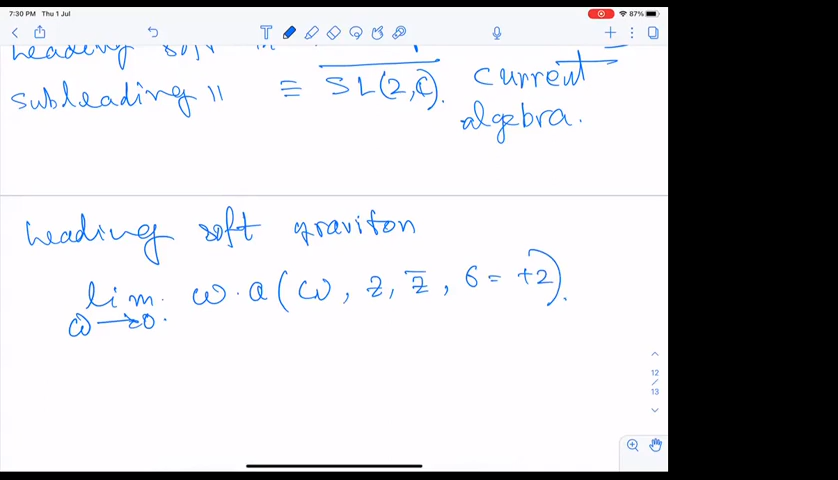 7:30 PM Thu 1 Jul
87%
subleading 〃 ≡ SL(2,ℂ). current
algebra.
Leading soft graviton
lim ω·a(ω, z, z̄, σ = +2).
ω→0.
12
/
13